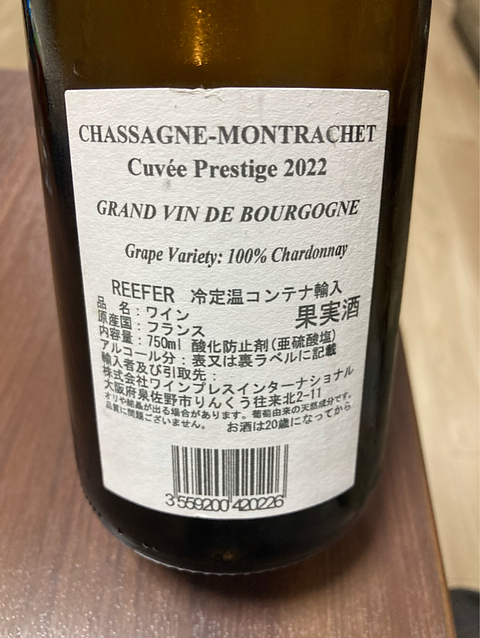 CHASSAGNE-MONTRACHET
Cuvée Prestige 2022
GRAND VIN DE BOURGOGNE
Grape Variety: 100% Chardonnay
REEFER 冷定温コンテナ輸入
品 名:ワイン
果実酒
原産国:フランス
内容量:750ml 酸化防止剤(亜硫酸塩)
アルコール分:表又は裏ラベルに記載
輸入者及び引取先:
株式会社ワインプレスインターナショナル
大阪府泉佐野市りんくう往来北2-11
オリや結晶が出る場合があります。葡萄由来の天然成分です。
品質に問題ございません。 お酒は20歳になってから
3 559200 420226